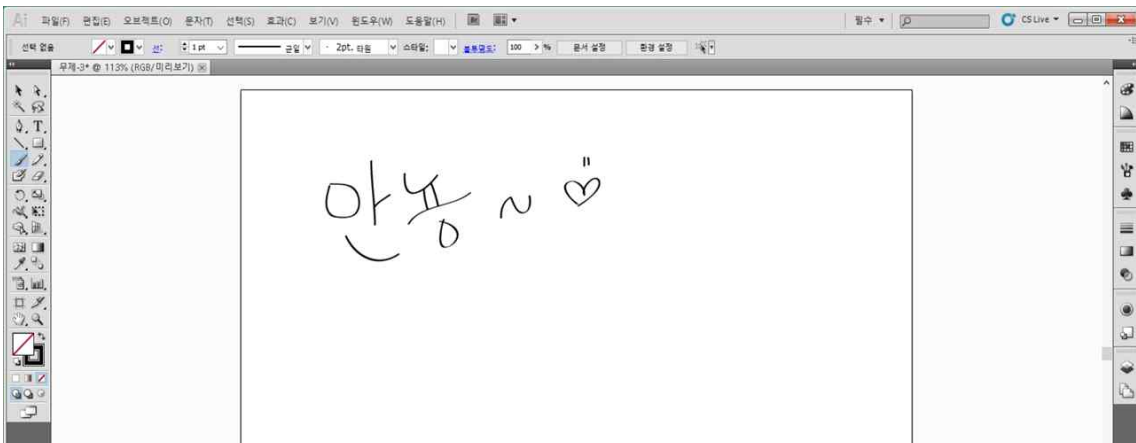 Ai 파일(F) 편집(E) 오브젝트(O) 문자(T) 선택(S) 효과(C) 보기(V) 윈도우(W) 도움말(H) Br 필수 CS Live
선택 없음 선: 1 pt 균일 2pt. 타원 스타일: 불투명도: 100 % 문서 설정 환경 설정
무제-3* @ 113% (RGB/미리보기)
안뇽~♡